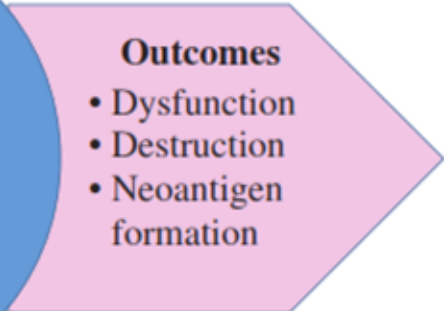 Outcomes
• Dysfunction
• Destruction
• Neoantigen
formation